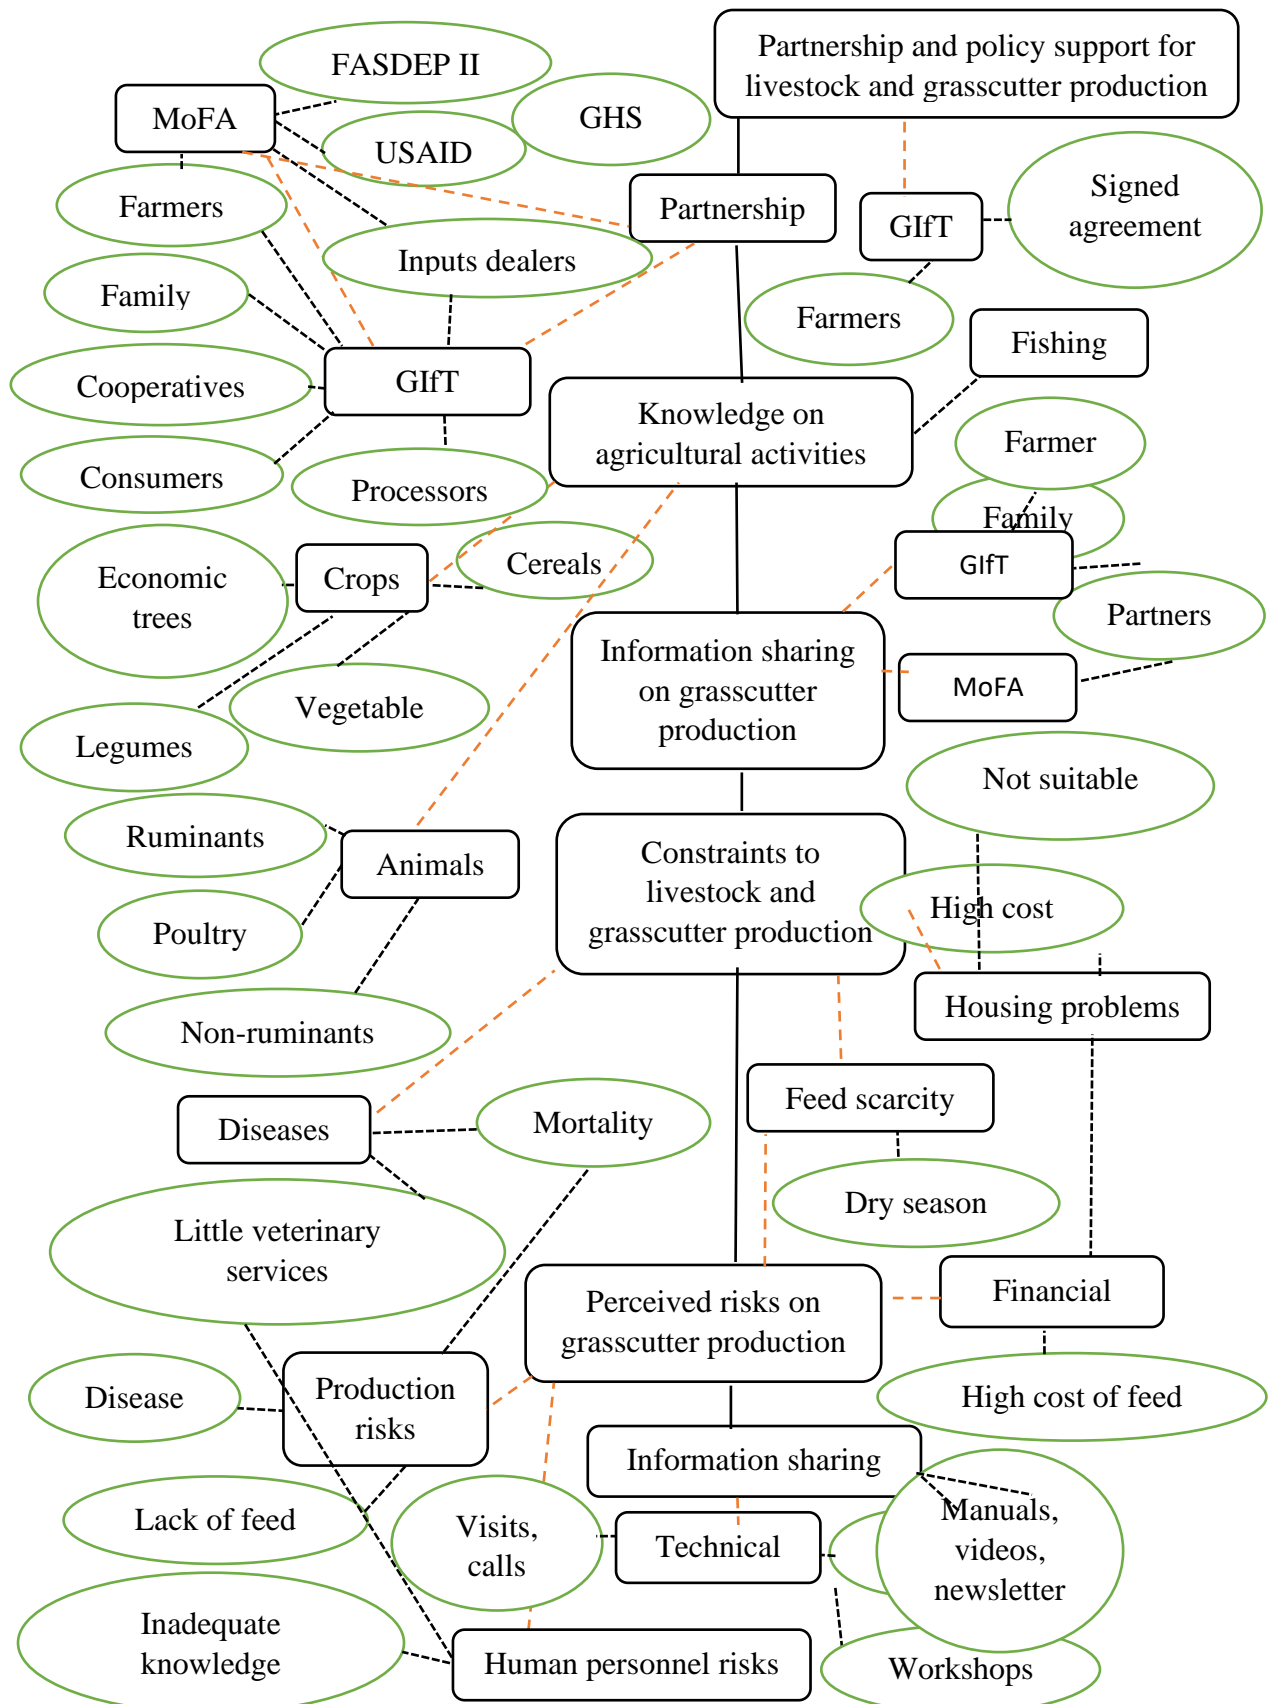 FASDEP II
Partnership and policy support for
livestock and grasscutter production
MoFA
GHS
USAID
Farmers
Partnership
GIfT
Signed
agreement
Inputs dealers
Family
Farmers
Fishing
Cooperatives
GIfT
Knowledge on
agricultural activities
Farmer
Consumers
Processors
Family
Economic
trees
Crops
Cereals
GIfT
Partners
Information sharing
on grasscutter
production
MoFA
Vegetable
Legumes
Not suitable
Ruminants
Animals
Constraints to
livestock and
grasscutter production
High cost
Poultry
Housing problems
Non-ruminants
Feed scarcity
Diseases
Mortality
Dry season
Little veterinary
services
Financial
Perceived risks on
grasscutter production
Disease
Production
risks
High cost of feed
Information sharing
Lack of feed
Visits,
calls
Technical
Manuals,
videos,
newsletter
Inadequate
knowledge
Human personnel risks
Workshops